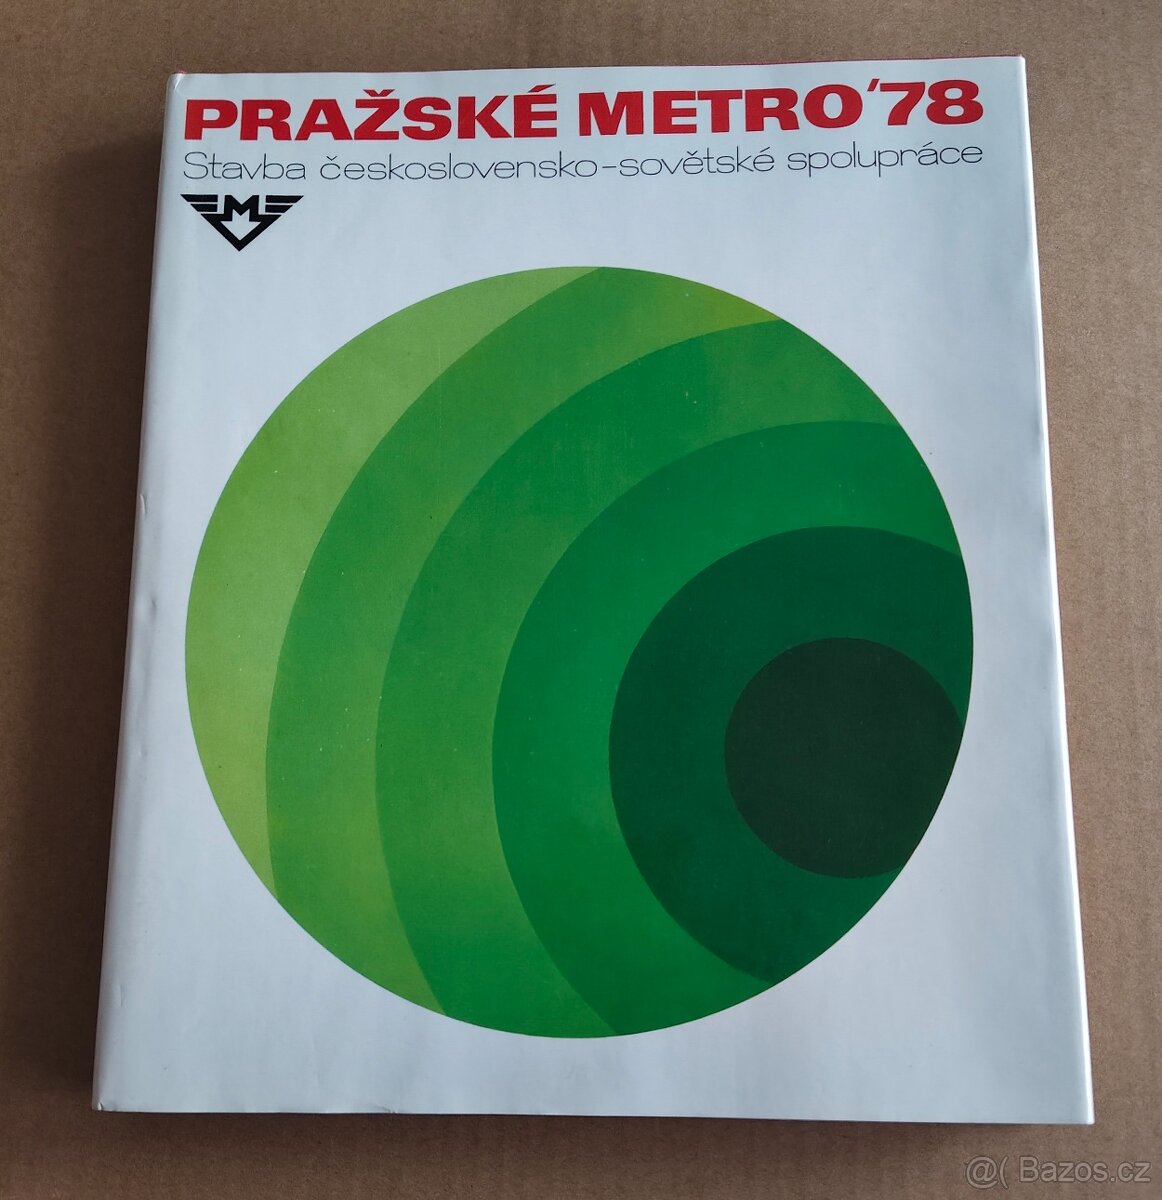 PRAŽSKÉ METRO '78
Stavba československo-sovětské spolupráce
M
@( Bazos.cz